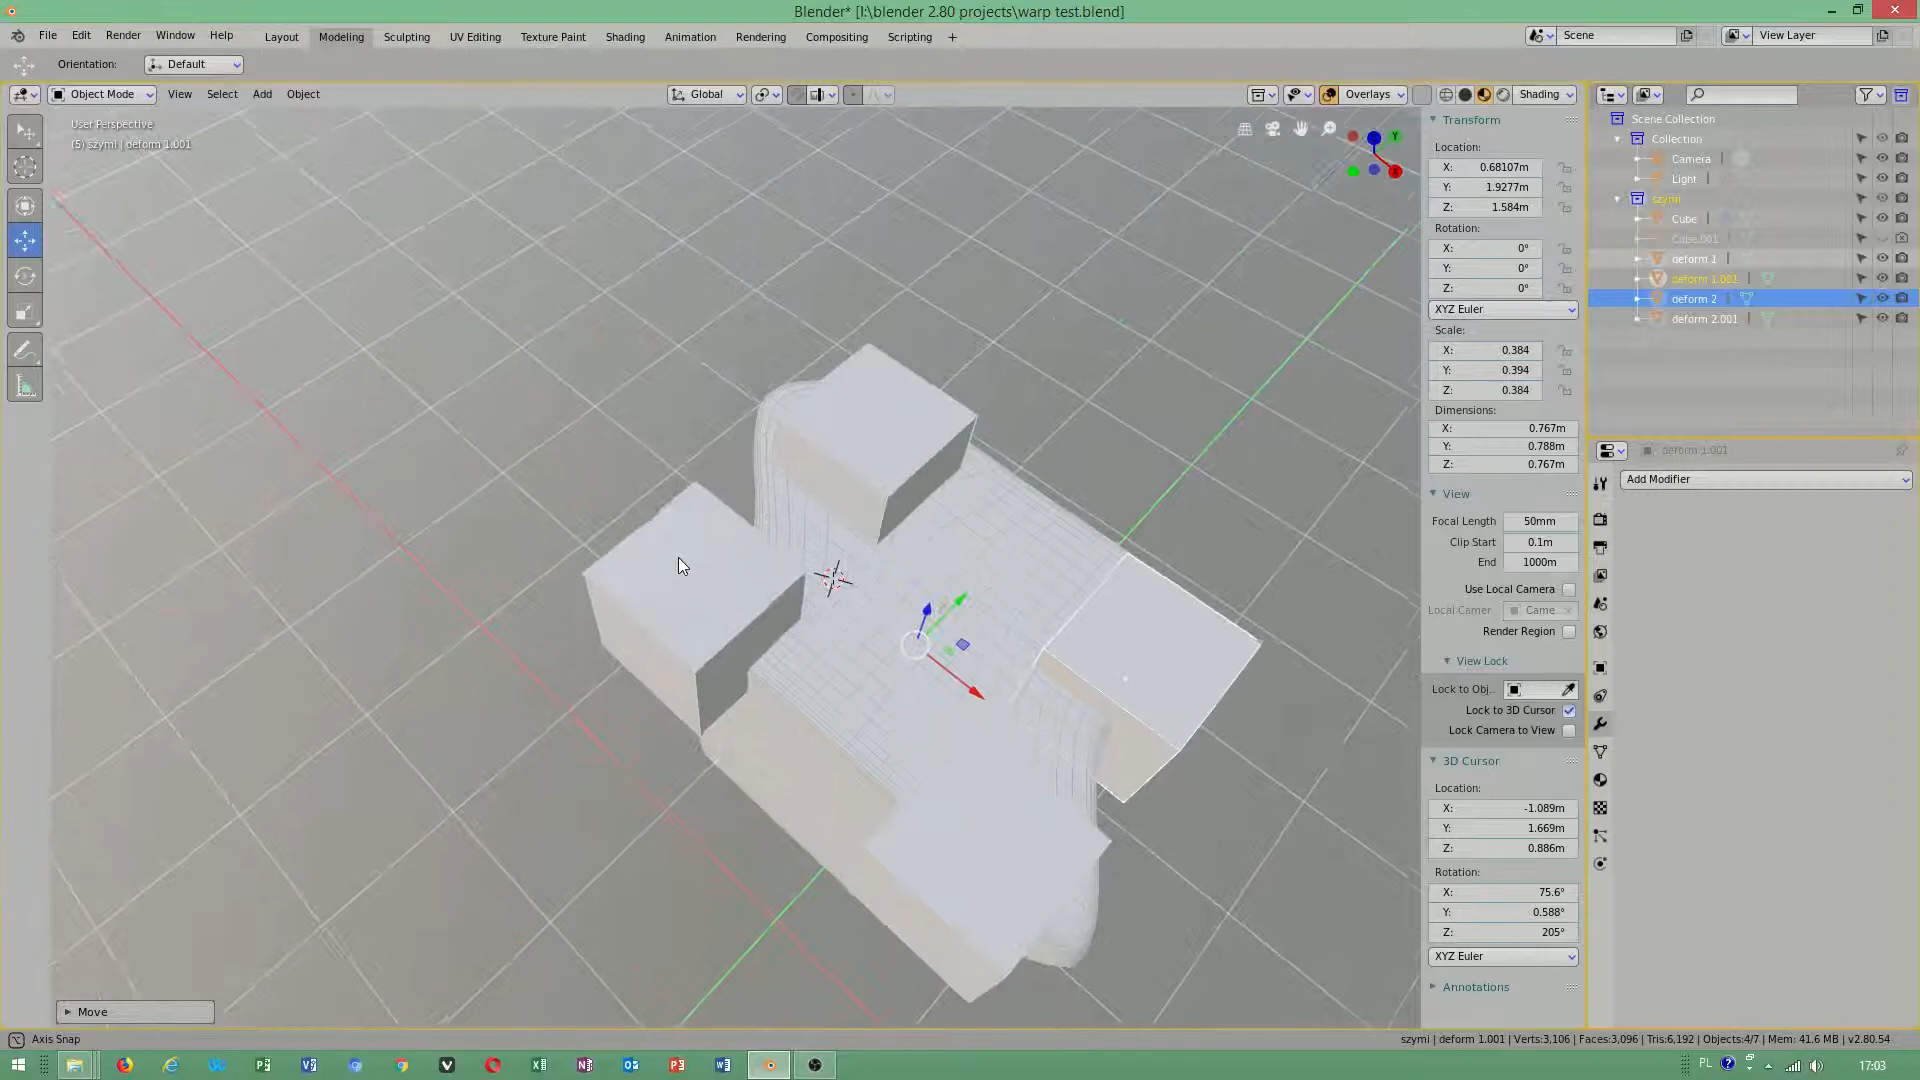 Blender* [I:\blender 2.80 projects\warp test.blend]
File Edit Render Window Help
Layout Modeling Sculpting UV Editing Texture Paint Shading Animation Rendering Compositing Scripting +
Scene
View Layer
Orientation: Default
Object Mode View Select Add Object
Global
Overlays
Shading
User Perspective
(5) szymi | deform 1.001
X
Y
Transform
Location:
X: 0.68107m
Y: 1.9277m
Z: 1.584m
Rotation:
X: 0°
Y: 0°
Z: 0°
XYZ Euler
Scale:
X: 0.384
Y: 0.394
Z: 0.384
Dimensions:
X: 0.767m
Y: 0.788m
Z: 0.767m
View
Focal Length 50mm
Clip Start 0.1m
End 1000m
Use Local Camera
Local Camer Came
Render Region
View Lock
Lock to Obj..
Lock to 3D Cursor
Lock Camera to View
3D Cursor
Location:
X: -1.089m
Y: 1.669m
Z: 0.886m
Rotation:
X: 75.6°
Y: 0.588°
Z: 205°
XYZ Euler
Annotations
Scene Collection
Collection
Camera
Light
szymi
Cube
Cube.001
deform 1
deform 1.001
deform 2
deform 2.001
deform 1.001
Add Modifier
Move
Axis Snap
szymi | deform 1.001 | Verts:3,106 | Faces:3,096 | Tris:6,192 | Objects:4/7 | Mem: 41.6 MB | v2.80.54
PL
17:03